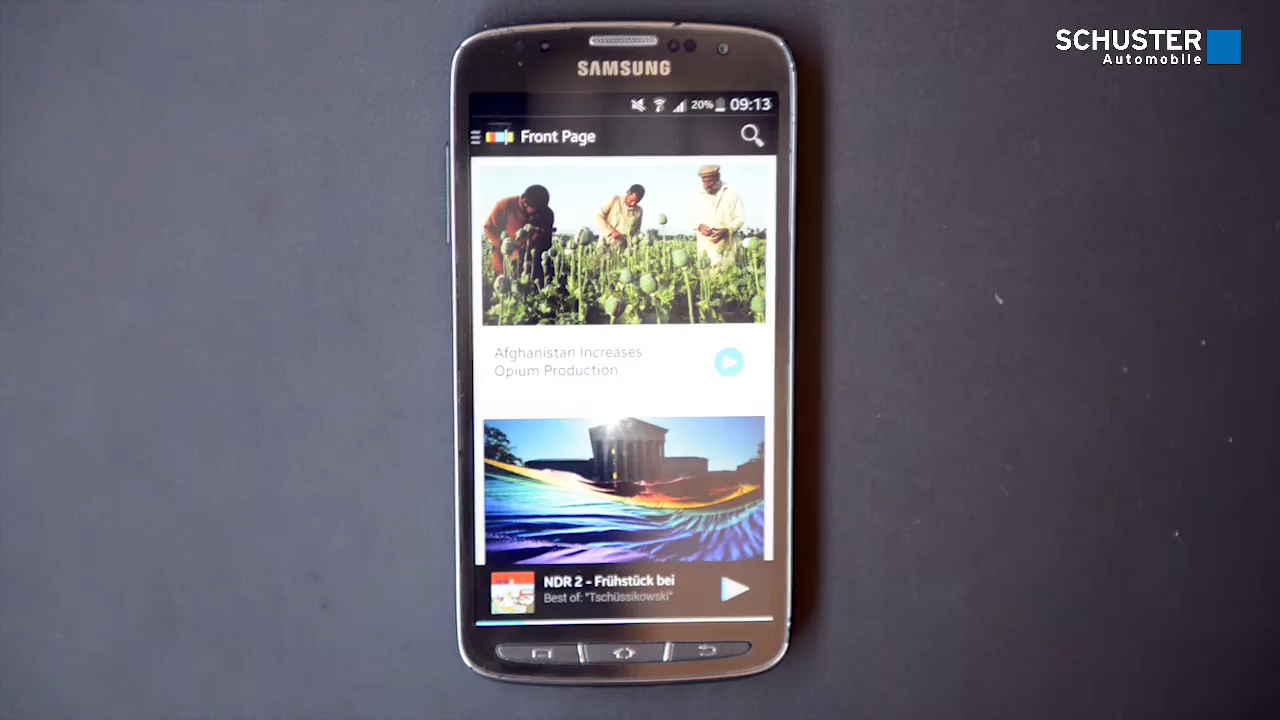 SCHUSTER
Automobile
SAMSUNG
20% 09:13
Front Page
Afghanistan Increases
Opium Production
NDR 2 - Frühstück bei
Best of: "Tschüssikowski"